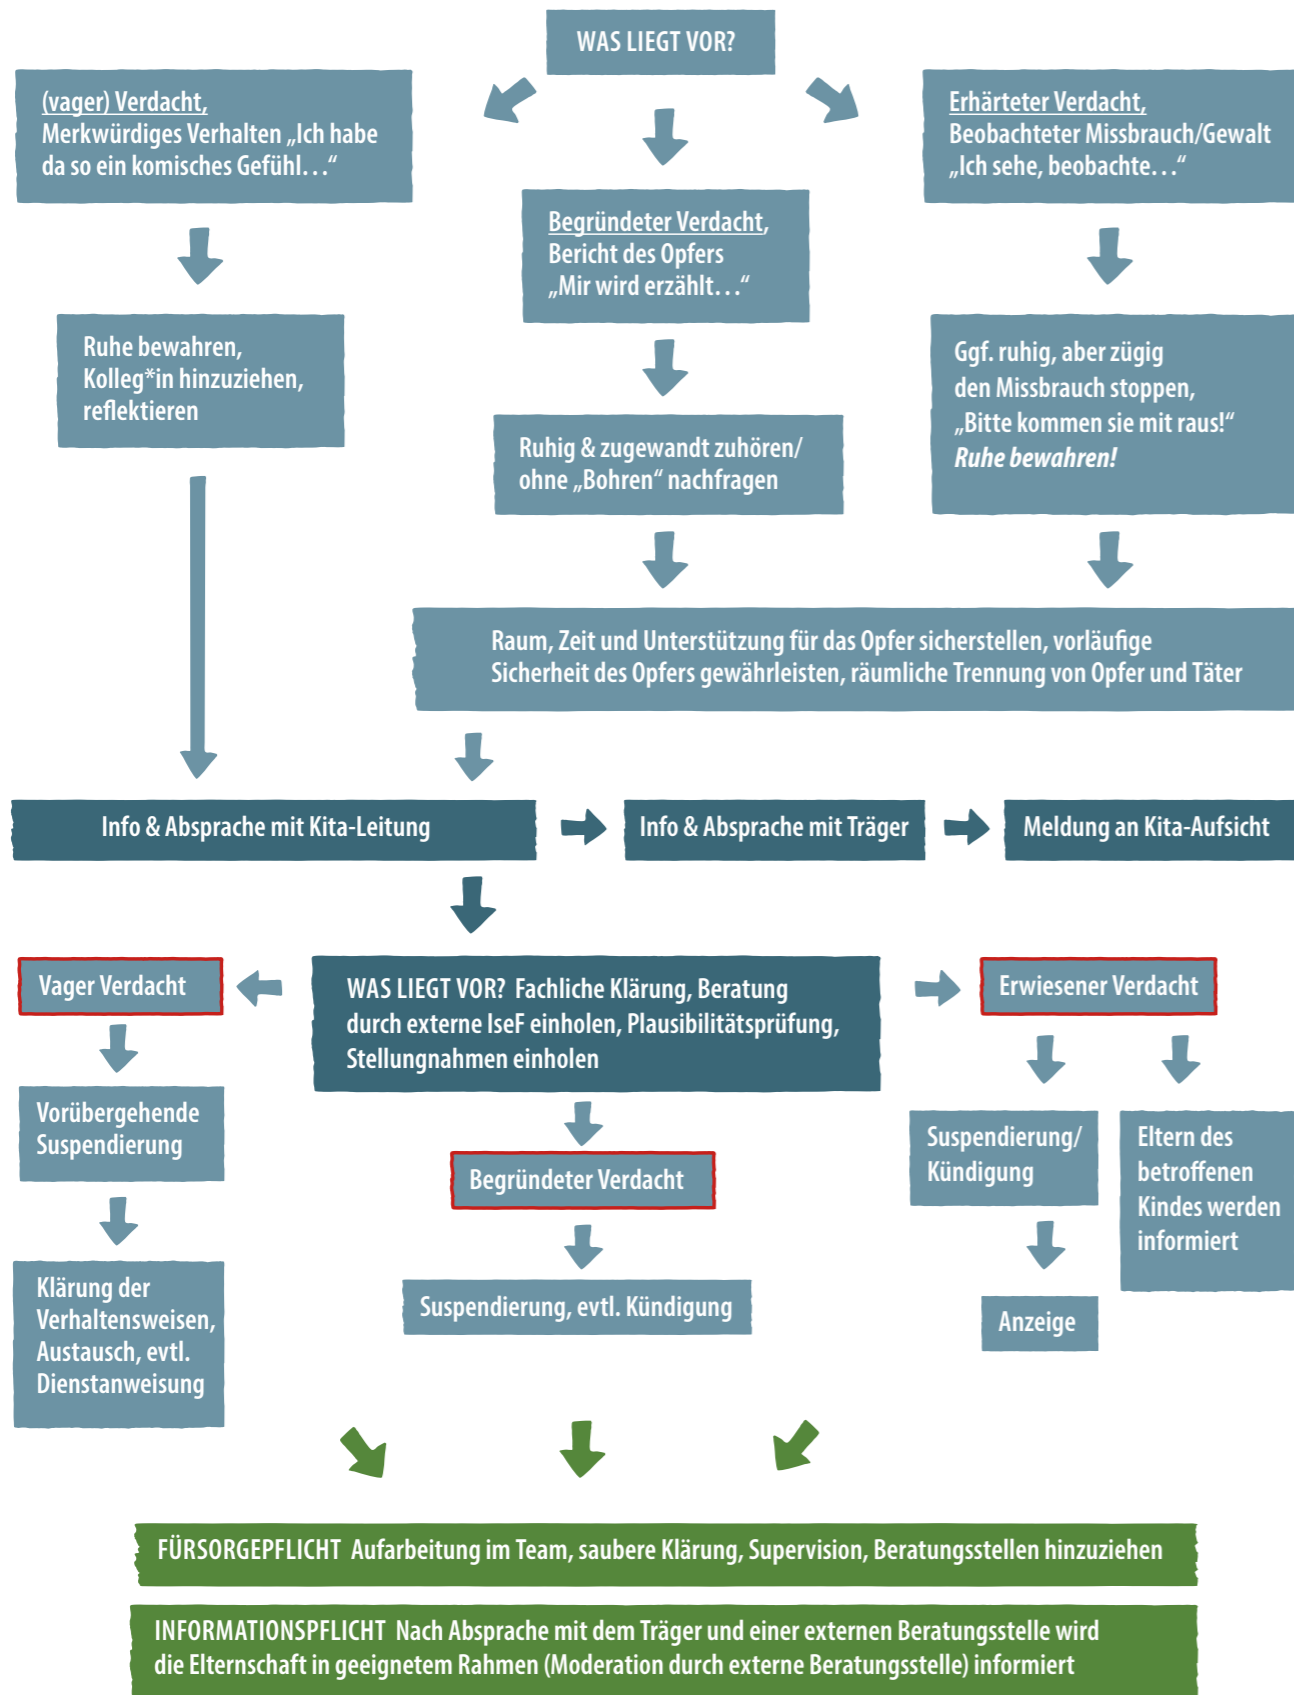 WAS LIEGT VOR?
(vager) Verdacht,
Merkwürdiges Verhalten „Ich habe
da so ein komisches Gefühl…“
Begründeter Verdacht,
Bericht des Opfers
„Mir wird erzählt…“
Erhärteter Verdacht,
Beobachteter Missbrauch/Gewalt
„Ich sehe, beobachte…“
Ruhe bewahren,
Kolleg*in hinzuziehen,
reflektieren
Ruhig & zugewandt zuhören/
ohne „Bohren“ nachfragen
Ggf. ruhig, aber zügig
den Missbrauch stoppen,
„Bitte kommen sie mit raus!“
Ruhe bewahren!
Raum, Zeit und Unterstützung für das Opfer sicherstellen, vorläufige
Sicherheit des Opfers gewährleisten, räumliche Trennung von Opfer und Täter
Info & Absprache mit Kita-Leitung
Info & Absprache mit Träger
Meldung an Kita-Aufsicht
WAS LIEGT VOR? Fachliche Klärung, Beratung
durch externe IseF einholen, Plausibilitätsprüfung,
Stellungnahmen einholen
Vager Verdacht
Vorübergehende
Suspendierung
Klärung der
Verhaltensweisen,
Austausch, evtl.
Dienstanweisung
Begründeter Verdacht
Suspendierung, evtl. Kündigung
Erwiesener Verdacht
Suspendierung/
Kündigung
Anzeige
Eltern des
betroffenen
Kindes werden
informiert
FÜRSORGEPFLICHT Aufarbeitung im Team, saubere Klärung, Supervision, Beratungsstellen hinzuziehen
INFORMATIONSPFLICHT Nach Absprache mit dem Träger und einer externen Beratungsstelle wird
die Elternschaft in geeignetem Rahmen (Moderation durch externe Beratungsstelle) informiert